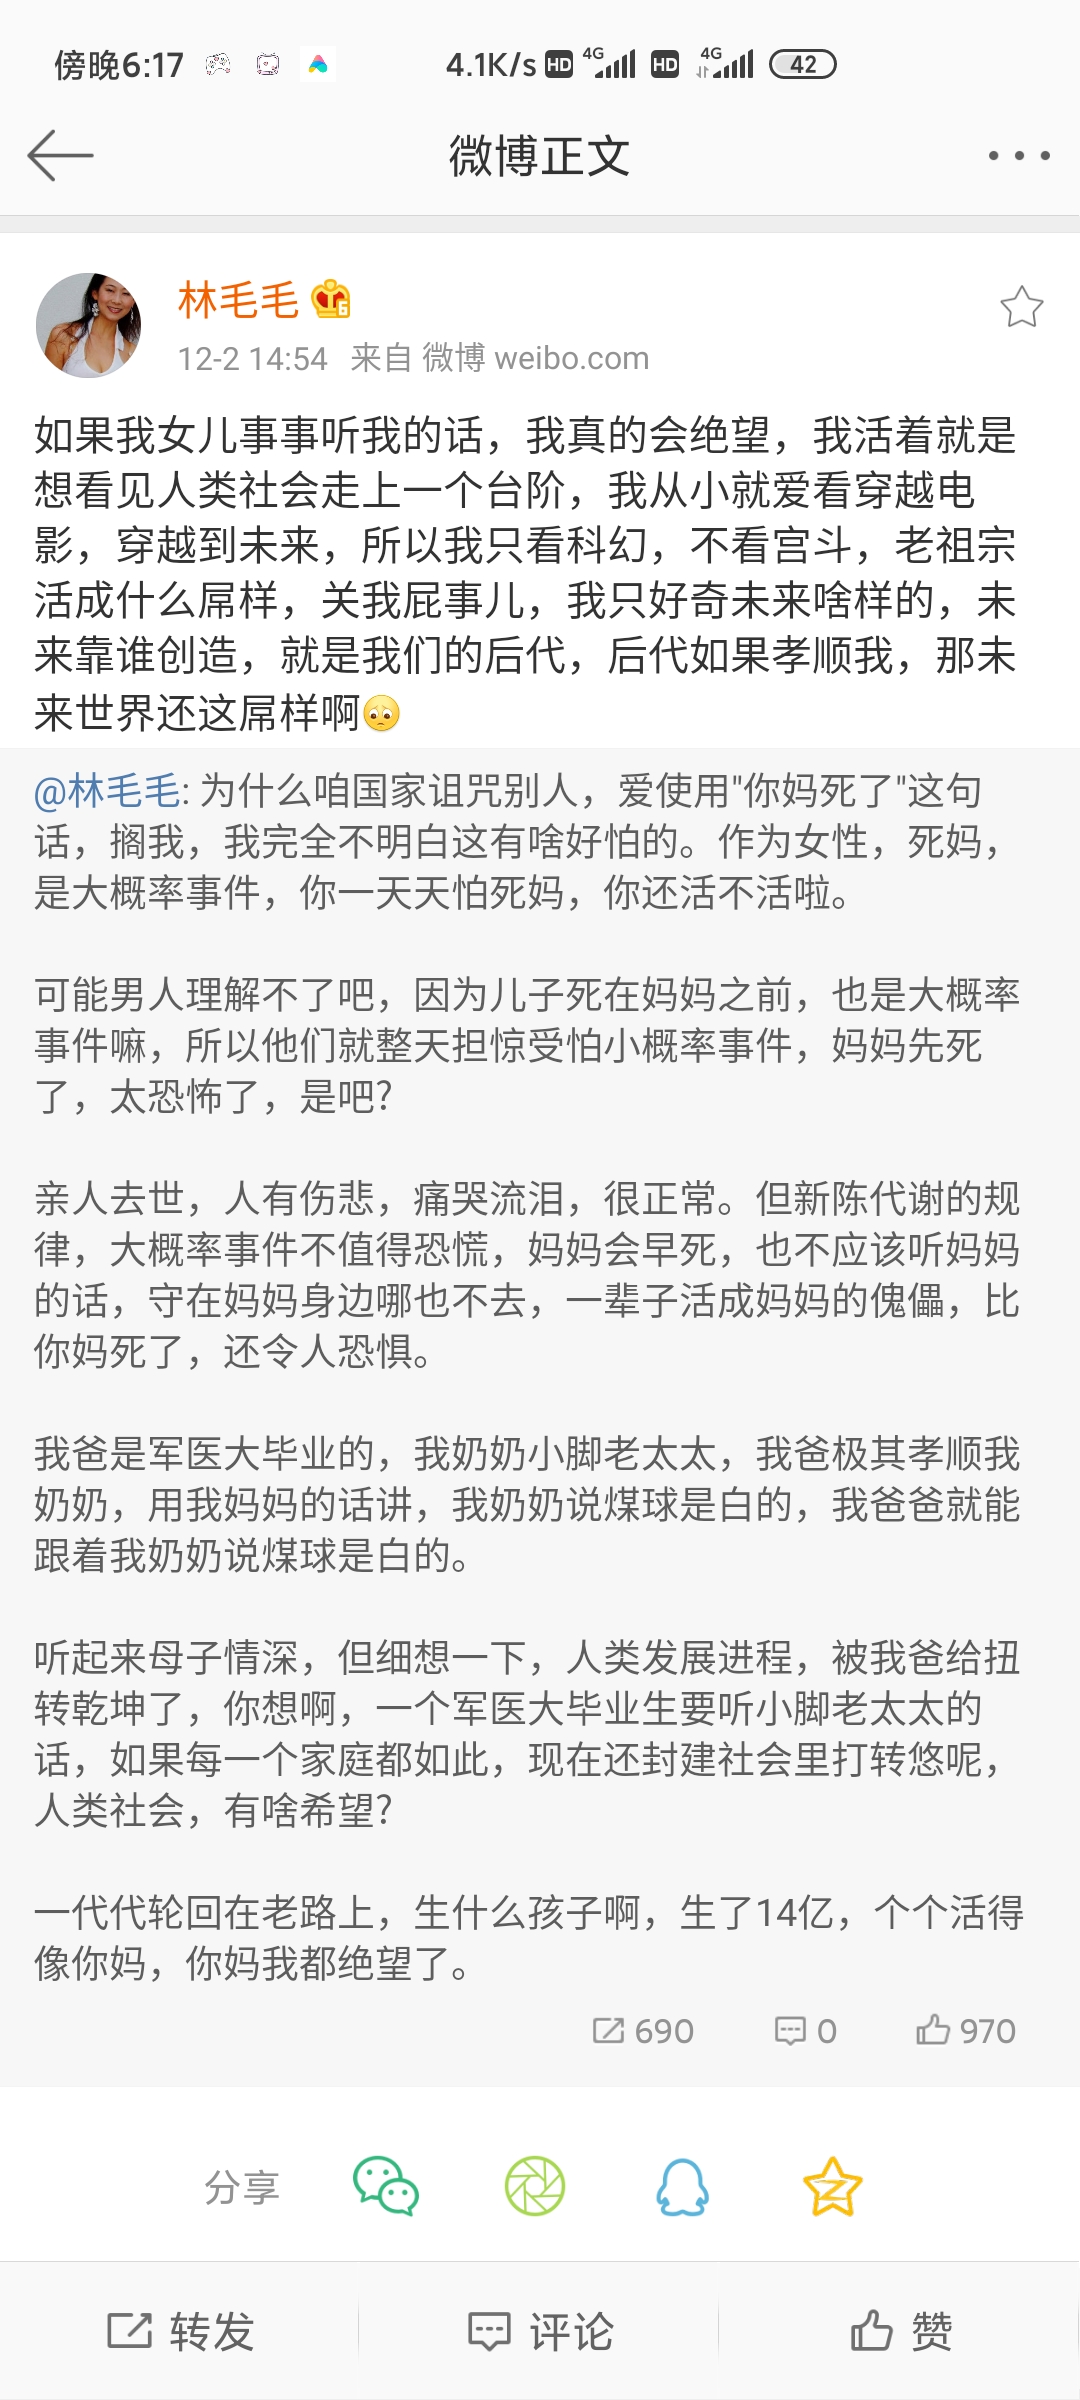 傍晚6:17 4.1K/s HD 4G HD 4G 42
微博正文
林毛毛 6
12-2 14:54 来自 微博 weibo.com
如果我女儿事事听我的话，我真的会绝望，我活着就是
想看见人类社会走上一个台阶，我从小就爱看穿越电
影，穿越到未来，所以我只看科幻，不看宫斗，老祖宗
活成什么屌样，关我屁事儿，我只好奇未来啥样的，未
来靠谁创造，就是我们的后代，后代如果孝顺我，那未
来世界还这屌样啊
@林毛毛: 为什么咱国家诅咒别人，爱使用"你妈死了"这句
话，搁我，我完全不明白这有啥好怕的。作为女性，死妈，
是大概率事件，你一天天怕死妈，你还活不活啦。
可能男人理解不了吧，因为儿子死在妈妈之前，也是大概率
事件嘛，所以他们就整天担惊受怕小概率事件，妈妈先死
了，太恐怖了，是吧?
亲人去世，人有伤悲，痛哭流泪，很正常。但新陈代谢的规
律，大概率事件不值得恐慌，妈妈会早死，也不应该听妈妈
的话，守在妈妈身边哪也不去，一辈子活成妈妈的傀儡，比
你妈死了，还令人恐惧。
我爸是军医大毕业的，我奶奶小脚老太太，我爸极其孝顺我
奶奶，用我妈妈的话讲，我奶奶说煤球是白的，我爸爸就能
跟着我奶奶说煤球是白的。
听起来母子情深，但细想一下，人类发展进程，被我爸给扭
转乾坤了，你想啊，一个军医大毕业生要听小脚老太太的
话，如果每一个家庭都如此，现在还封建社会里打转悠呢，
人类社会，有啥希望?
一代代轮回在老路上，生什么孩子啊，生了14亿，个个活得
像你妈，你妈我都绝望了。
690 0 970
分享
转发 评论 赞